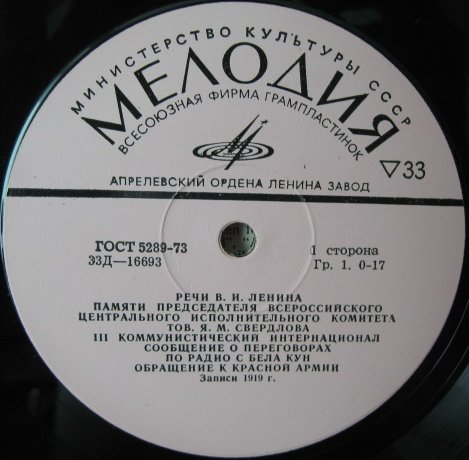 МИНИСТЕРСТВО КУЛЬТУРЫ СССР
МЕЛОДИЯ
ВСЕСОЮЗНАЯ ФИРМА ГРАМПЛАСТИНОК
▽33
АПРЕЛЕВСКИЙ ОРДЕНА ЛЕНИНА ЗАВОД
ГОСТ 5289-73
33Д—16693
1 сторона
Гр. 1. 0-17
РЕЧИ В. И. ЛЕНИНА
ПАМЯТИ ПРЕДСЕДАТЕЛЯ ВСЕРОССИЙСКОГО
ЦЕНТРАЛЬНОГО ИСПОЛНИТЕЛЬНОГО КОМИТЕТА
ТОВ. Я. М. СВЕРДЛОВА
III КОММУНИСТИЧЕСКИЙ ИНТЕРНАЦИОНАЛ
СООБЩЕНИЕ О ПЕРЕГОВОРАХ
ПО РАДИО С БЕЛА КУН
ОБРАЩЕНИЕ К КРАСНОЙ АРМИИ
Записи 1919 г.